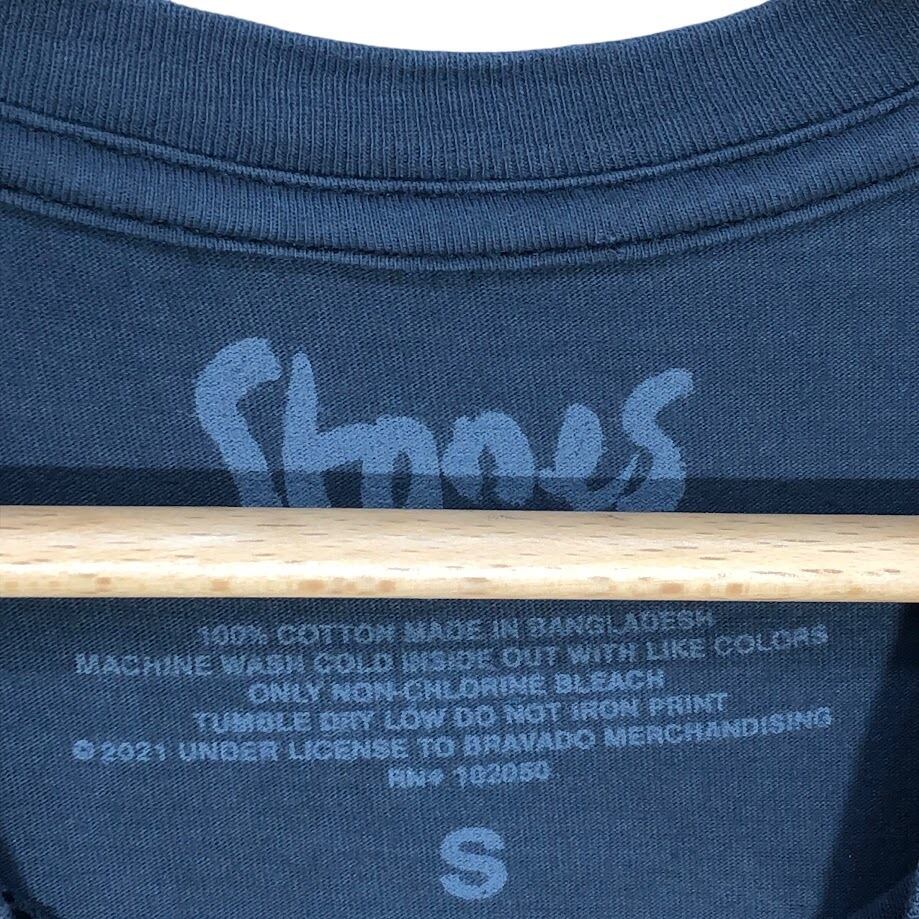 Stones
100% COTTON MADE IN BANGLADESH
MACHINE WASH COLD INSIDE OUT WITH LIKE COLORS
ONLY NON-CHLORINE BLEACH
TUMBLE DRY LOW DO NOT IRON PRINT
©2021 UNDER LICENSE TO BRAVADO MERCHANDISING
RN# 102050
S